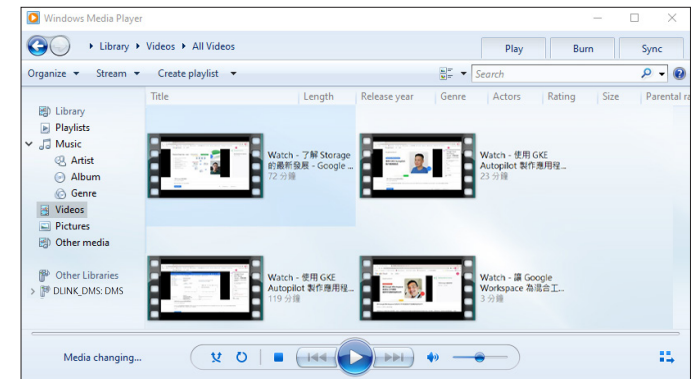 Windows Media Player
Library ▸ Videos ▸ All Videos
Play Burn Sync
Organize Stream Create playlist Search
Title Length Release year Genre Actors Rating Size Parental ra
Library
Playlists
Music
Artist
Album
Genre
Videos
Pictures
Other media
Other Libraries
DLINK_DMS: DMS
Watch - 了解 Storage
的最新發展 - Google ...
72 分鐘
Watch - 使用 GKE
Autopilot 製作應用程...
23 分鐘
Watch - 使用 GKE
Autopilot 製作應用程...
119 分鐘
Watch - 讓 Google
Workspace 為混合工...
3 分鐘
Media changing...